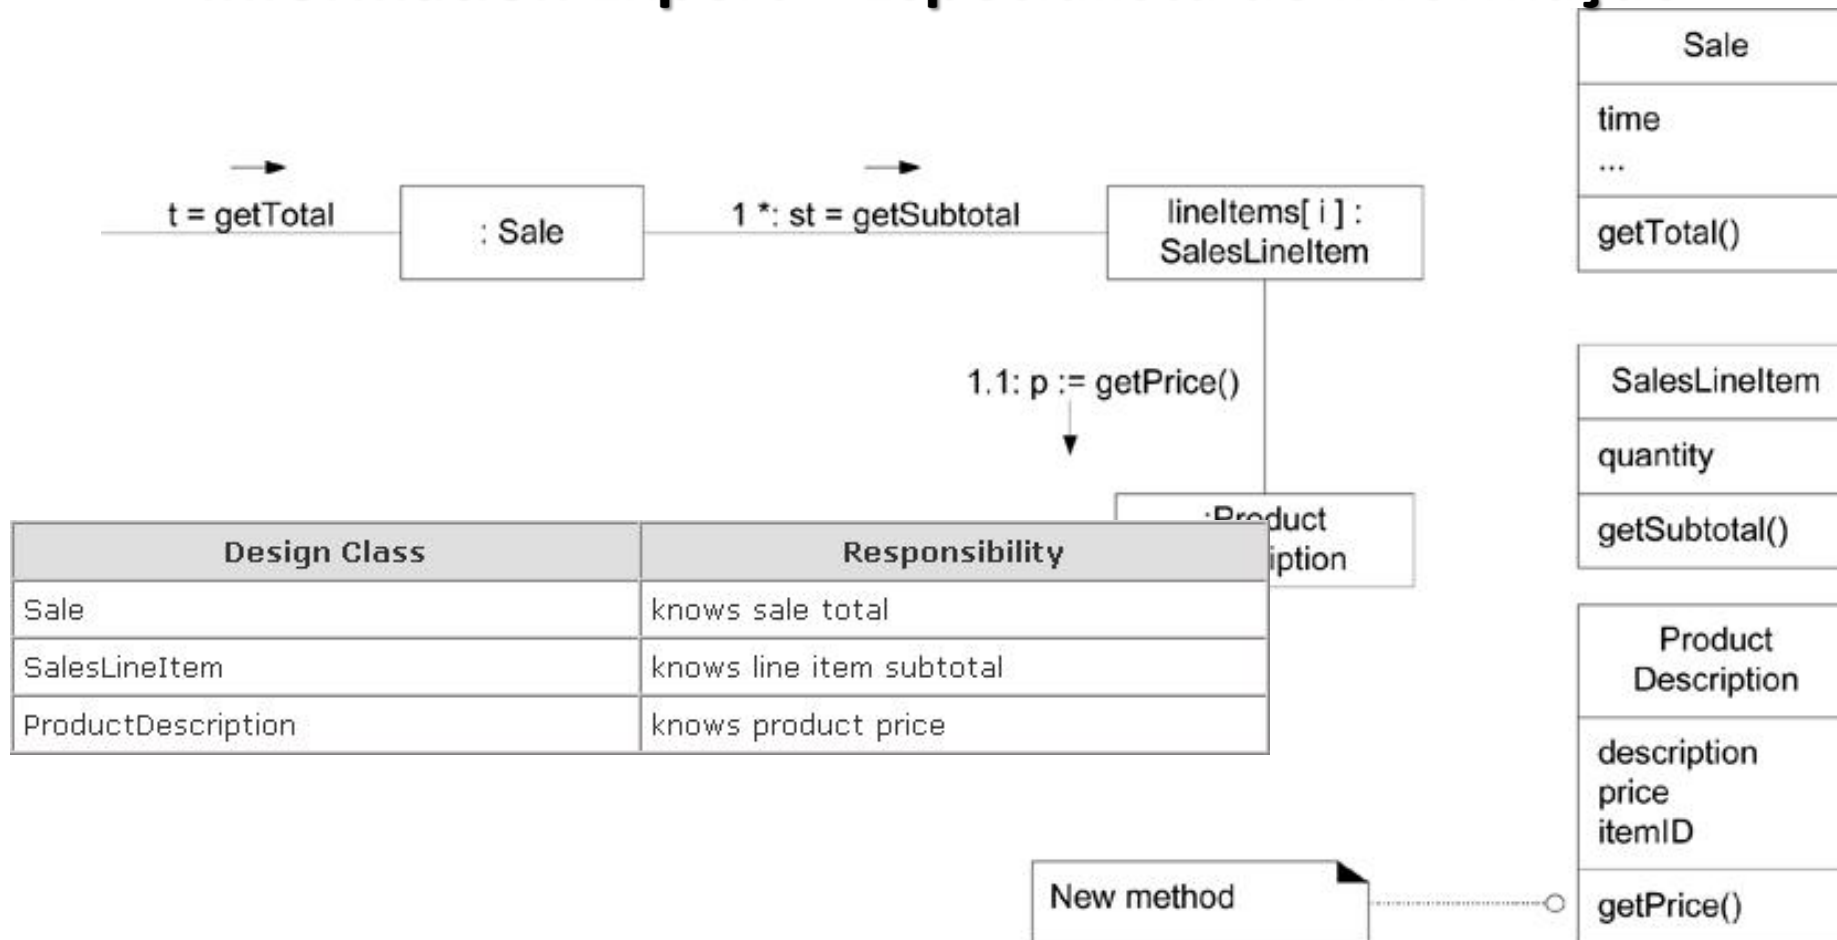 t = getTotal
: Sale
1 *: st = getSubtotal
lineItems[ i ] :
SalesLineItem
1.1: p := getPrice()
:Product
iption
Design Class
Responsibility
Sale
knows sale total
SalesLineItem
knows line item subtotal
ProductDescription
knows product price
New method
Sale
time
...
getTotal()
SalesLineItem
quantity
getSubtotal()
Product
Description
description
price
itemID
getPrice()